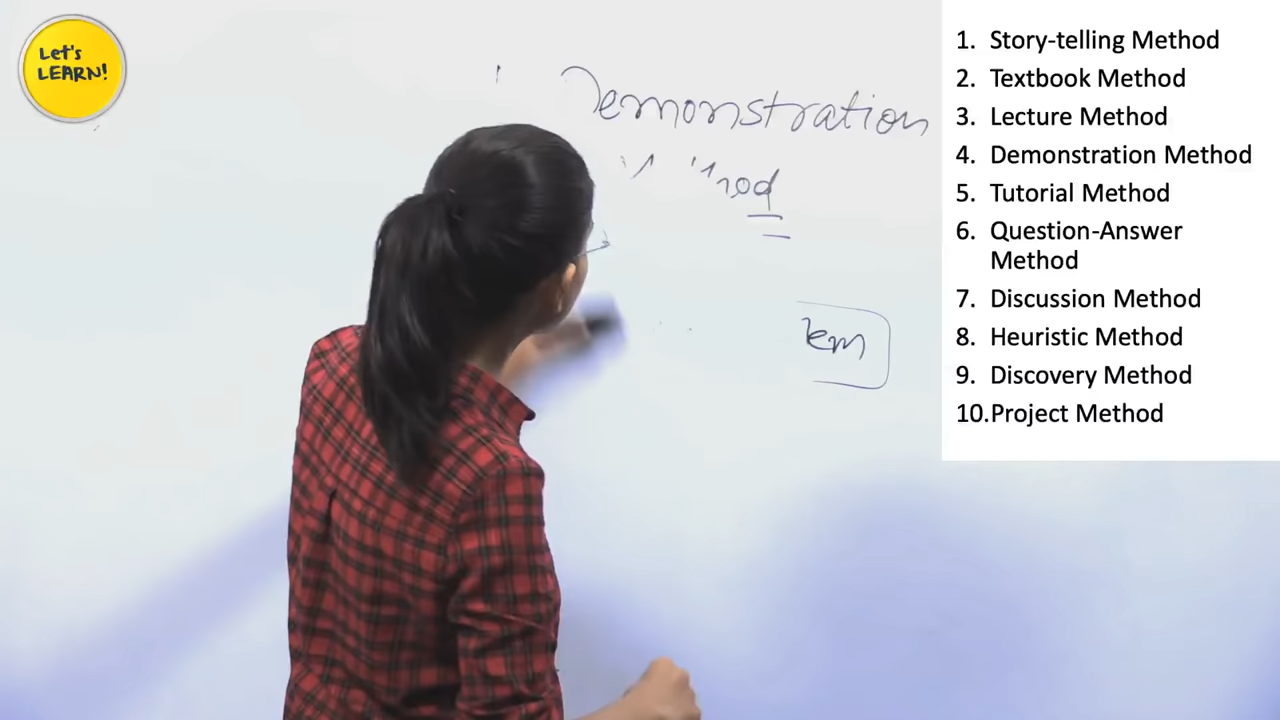 Let's
LEARN!
Demonstration
1. Story-telling Method
2. Textbook Method
3. Lecture Method
4. Demonstration Method
5. Tutorial Method
6. Question-Answer
Method
7. Discussion Method
8. Heuristic Method
9. Discovery Method
10.Project Method